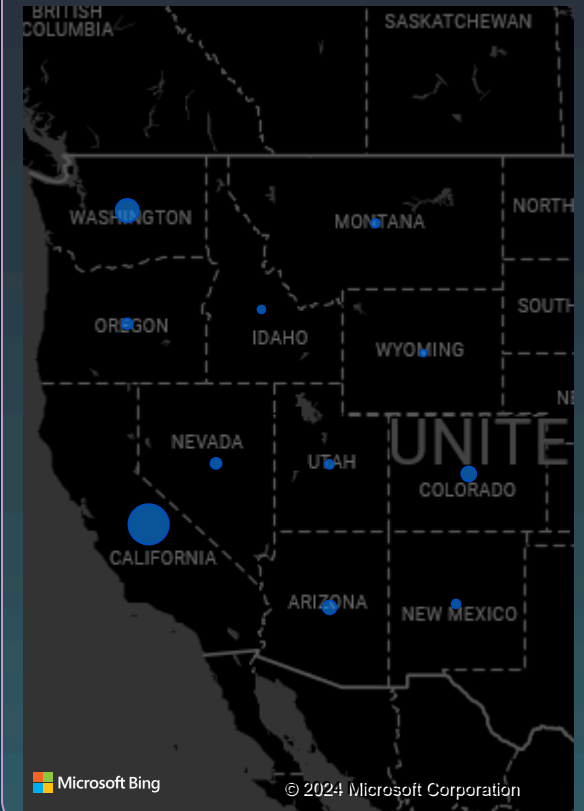 BRITISH
COLUMBIA
SASKATCHEWAN
WASHINGTON
MONTANA
NORTH
OREGON
IDAHO
SOUTH
WYOMING
NE
UNITE
NEVADA
UTAH
COLORADO
CALIFORNIA
ARIZONA
NEW MEXICO
Microsoft Bing
© 2024 Microsoft Corporation